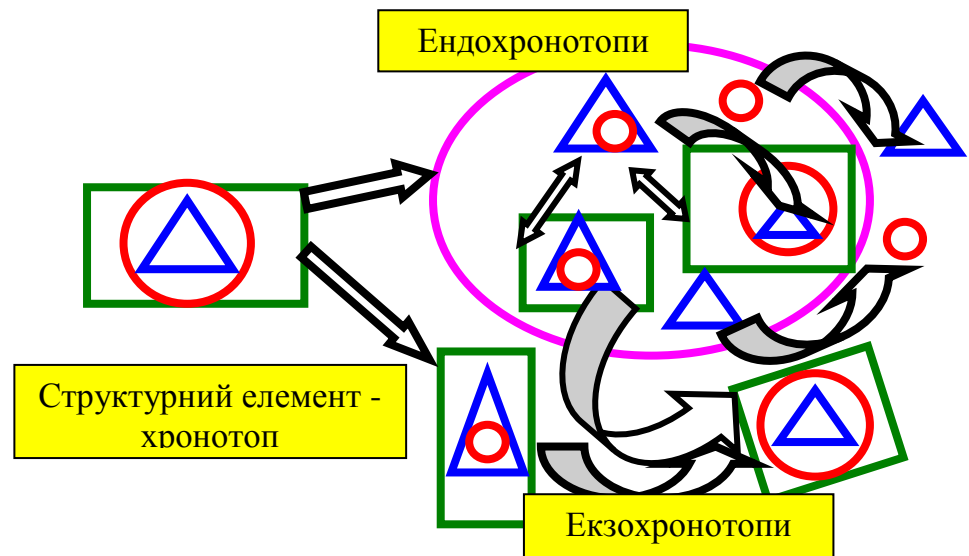 Ендохронотопи
Структурний елемент -
хронотоп
Екзохронотопи